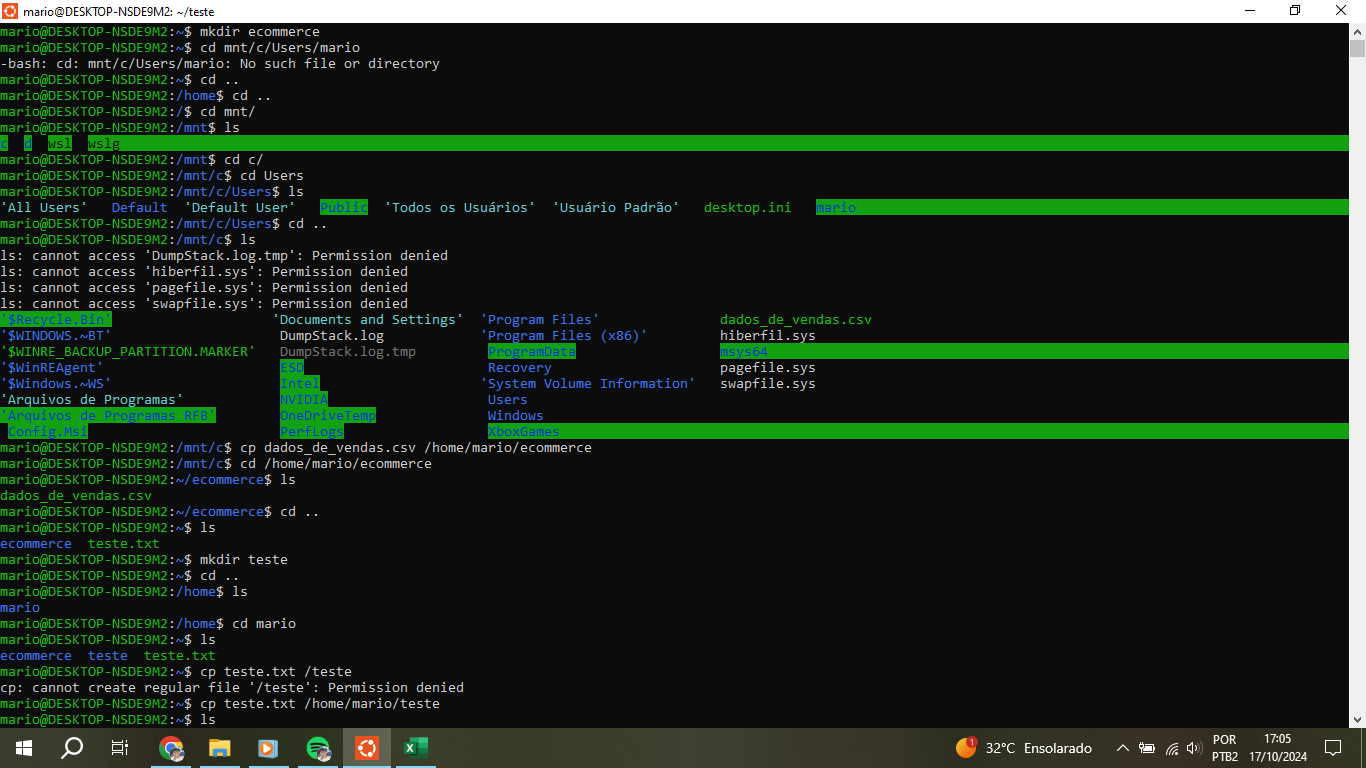 mario@DESKTOP-NSDE9M2: ~/teste
mario@DESKTOP-NSDE9M2:~$ mkdir ecommerce
mario@DESKTOP-NSDE9M2:~$ cd mnt/c/Users/mario
-bash: cd: mnt/c/Users/mario: No such file or directory
mario@DESKTOP-NSDE9M2:~$ cd ..
mario@DESKTOP-NSDE9M2:/home$ cd ..
mario@DESKTOP-NSDE9M2:/$ cd mnt/
mario@DESKTOP-NSDE9M2:/mnt$ ls
c  d  wsl  wslg
mario@DESKTOP-NSDE9M2:/mnt$ cd c/
mario@DESKTOP-NSDE9M2:/mnt/c$ cd Users
mario@DESKTOP-NSDE9M2:/mnt/c/Users$ ls
'All Users'   Default  'Default User'   Public  'Todos os Usuários'  'Usuário Padrão'   desktop.ini   mario
mario@DESKTOP-NSDE9M2:/mnt/c/Users$ cd ..
mario@DESKTOP-NSDE9M2:/mnt/c$ ls
ls: cannot access 'DumpStack.log.tmp': Permission denied
ls: cannot access 'hiberfil.sys': Permission denied
ls: cannot access 'pagefile.sys': Permission denied
ls: cannot access 'swapfile.sys': Permission denied
'$Recycle.Bin'  'Documents and Settings'  'Program Files'  dados_de_vendas.csv
'$WINDOWS.~BT'  DumpStack.log  'Program Files (x86)'  hiberfil.sys
'$WINRE_BACKUP_PARTITION.MARKER'  DumpStack.log.tmp  ProgramData  msys64
'$WinREAgent'  ESD  Recovery  pagefile.sys
'$Windows.~WS'  Intel  'System Volume Information'  swapfile.sys
'Arquivos de Programas'  NVIDIA  Users
'Arquivos de Programas RFB'  OneDriveTemp  Windows
Config.Msi  PerfLogs  XboxGames
mario@DESKTOP-NSDE9M2:/mnt/c$ cp dados_de_vendas.csv /home/mario/ecommerce
mario@DESKTOP-NSDE9M2:/mnt/c$ cd /home/mario/ecommerce
mario@DESKTOP-NSDE9M2:~/ecommerce$ ls
dados_de_vendas.csv
mario@DESKTOP-NSDE9M2:~/ecommerce$ cd ..
mario@DESKTOP-NSDE9M2:~$ ls
ecommerce  teste.txt
mario@DESKTOP-NSDE9M2:~$ mkdir teste
mario@DESKTOP-NSDE9M2:~$ cd ..
mario@DESKTOP-NSDE9M2:/home$ ls
mario
mario@DESKTOP-NSDE9M2:/home$ cd mario
mario@DESKTOP-NSDE9M2:~$ ls
ecommerce  teste  teste.txt
mario@DESKTOP-NSDE9M2:~$ cp teste.txt /teste
cp: cannot create regular file '/teste': Permission denied
mario@DESKTOP-NSDE9M2:~$ cp teste.txt /home/mario/teste
mario@DESKTOP-NSDE9M2:~$ ls
1
32°C  Ensolarado
POR
PTB2
17:05
17/10/2024